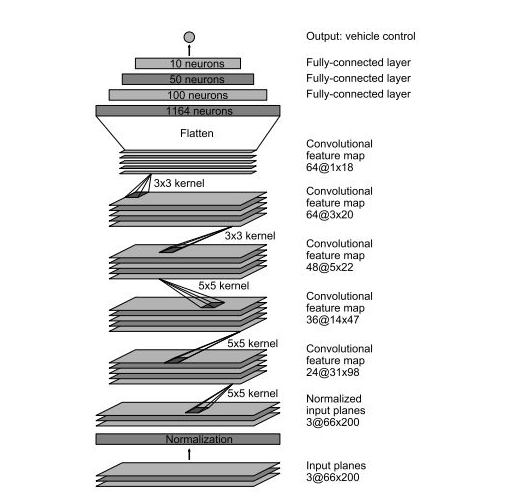 Output: vehicle control
10 neurons
Fully-connected layer
50 neurons
Fully-connected layer
100 neurons
Fully-connected layer
1164 neurons
Flatten
Convolutional
feature map
64@1x18
3x3 kernel
Convolutional
feature map
64@3x20
3x3 kernel
Convolutional
feature map
48@5x22
5x5 kernel
Convolutional
feature map
36@14x47
5x5 kernel
Convolutional
feature map
24@31x98
5x5 kernel
Normalized
input planes
3@66x200
Normalization
Input planes
3@66x200